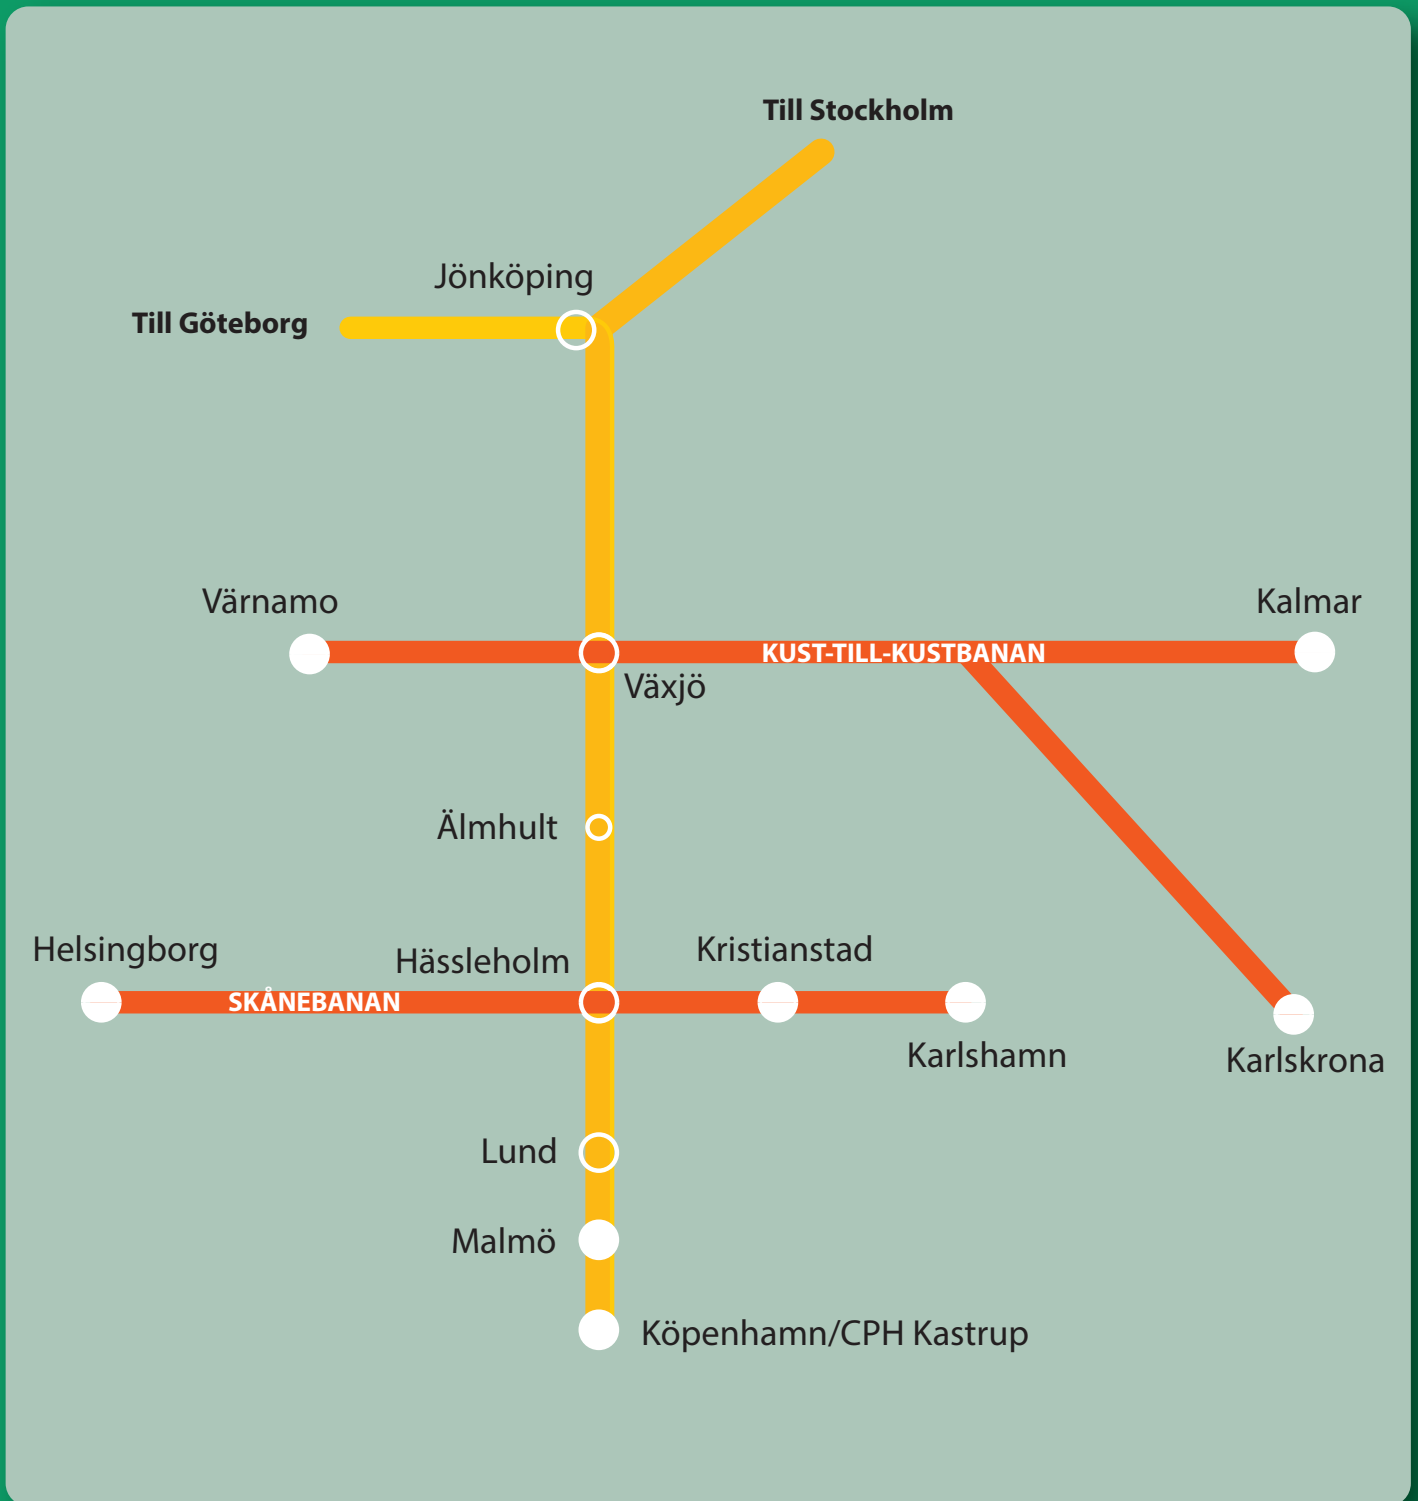 Till Stockholm
Jönköping
Till Göteborg
Värnamo
Kalmar
KUST-TILL-KUSTBANAN
Växjö
Älmhult
Helsingborg
Hässleholm
Kristianstad
SKÅNEBANAN
Karlshamn
Karlskrona
Lund
Malmö
Köpenhamn/CPH Kastrup